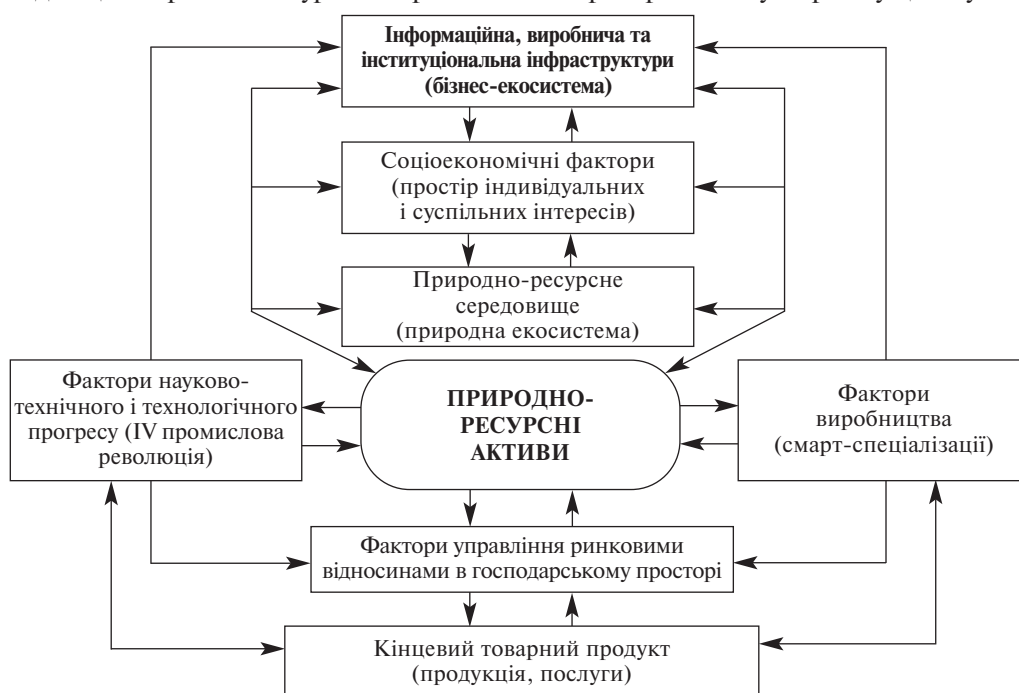 Інформаційна, виробнича та
інституціональна інфраструктури
(бізнес-екосистема)
Соціоекономічні фактори
(простір індивідуальних
і суспільних інтересів)
Природно-ресурсне
середовище
(природна екосистема)
Фактори науково-
технічного і технологічного
прогресу (IV промислова
революція)
ПРИРОДНО-
РЕСУРСНІ
АКТИВИ
Фактори
виробництва
(смарт-спеціалізації)
Фактори управління ринковими
відносинами в господарському просторі
Кінцевий товарний продукт
(продукція, послуги)